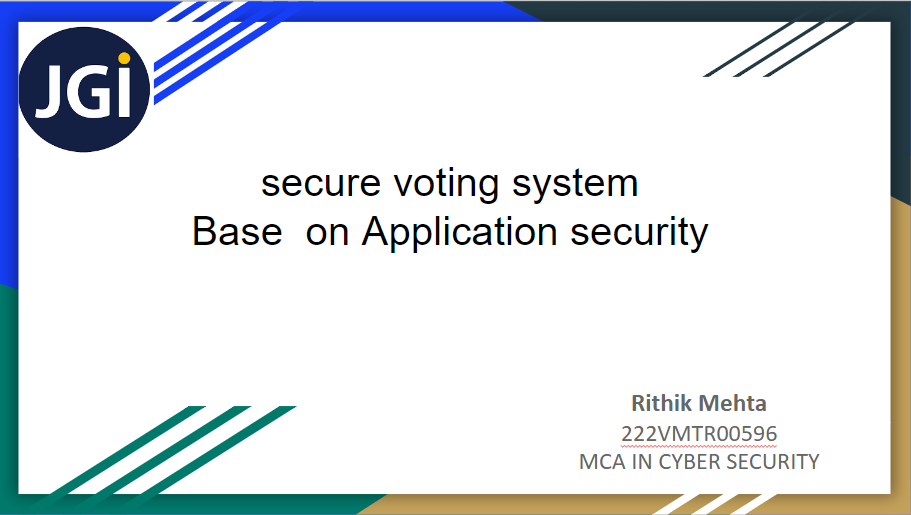 JGi
secure voting system
Base  on Application security
Rithik Mehta
222VMTR00596
MCA IN CYBER SECURITY